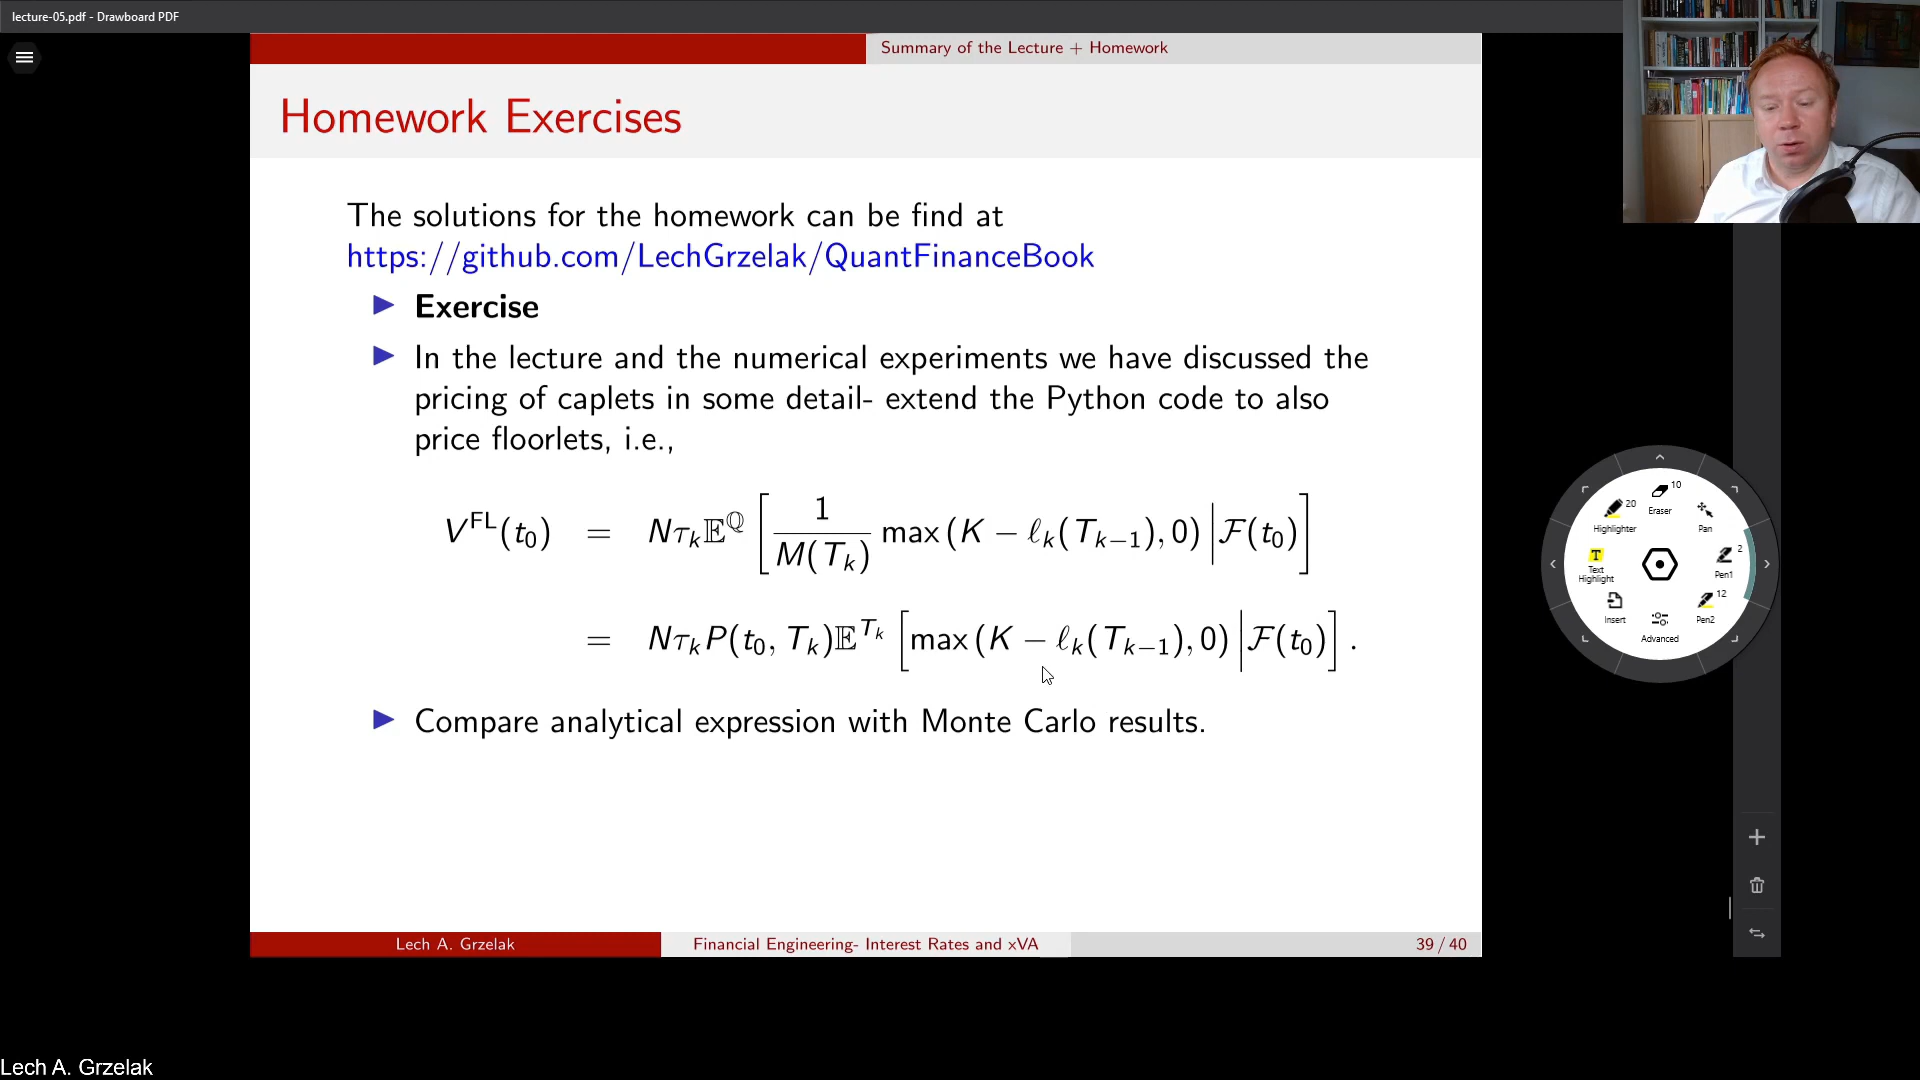 lecture-05.pdf - Drawboard PDF
Summary of the Lecture + Homework
Homework Exercises
The solutions for the homework can be find at
https://github.com/LechGrzelak/QuantFinanceBook
Exercise
In the lecture and the numerical experiments we have discussed the
pricing of caplets in some detail- extend the Python code to also
price floorlets, i.e.,
V^FL(t_0) = Nτ_k 𝔼^ℚ [ 1/M(T_k) max (K − ℓ_k(T_{k−1}), 0) | ℱ(t_0) ]
= Nτ_k P(t_0, T_k) 𝔼^{T_k} [ max (K − ℓ_k(T_{k−1}), 0) | ℱ(t_0) ] .
Compare analytical expression with Monte Carlo results.
Lech A. Grzelak
Financial Engineering- Interest Rates and xVA
39 / 40
10
Eraser
20
Highlighter
Pan
T
Text
Highlight
2
Pen1
Insert
12
Pen2
Advanced
Lech A. Grzelak